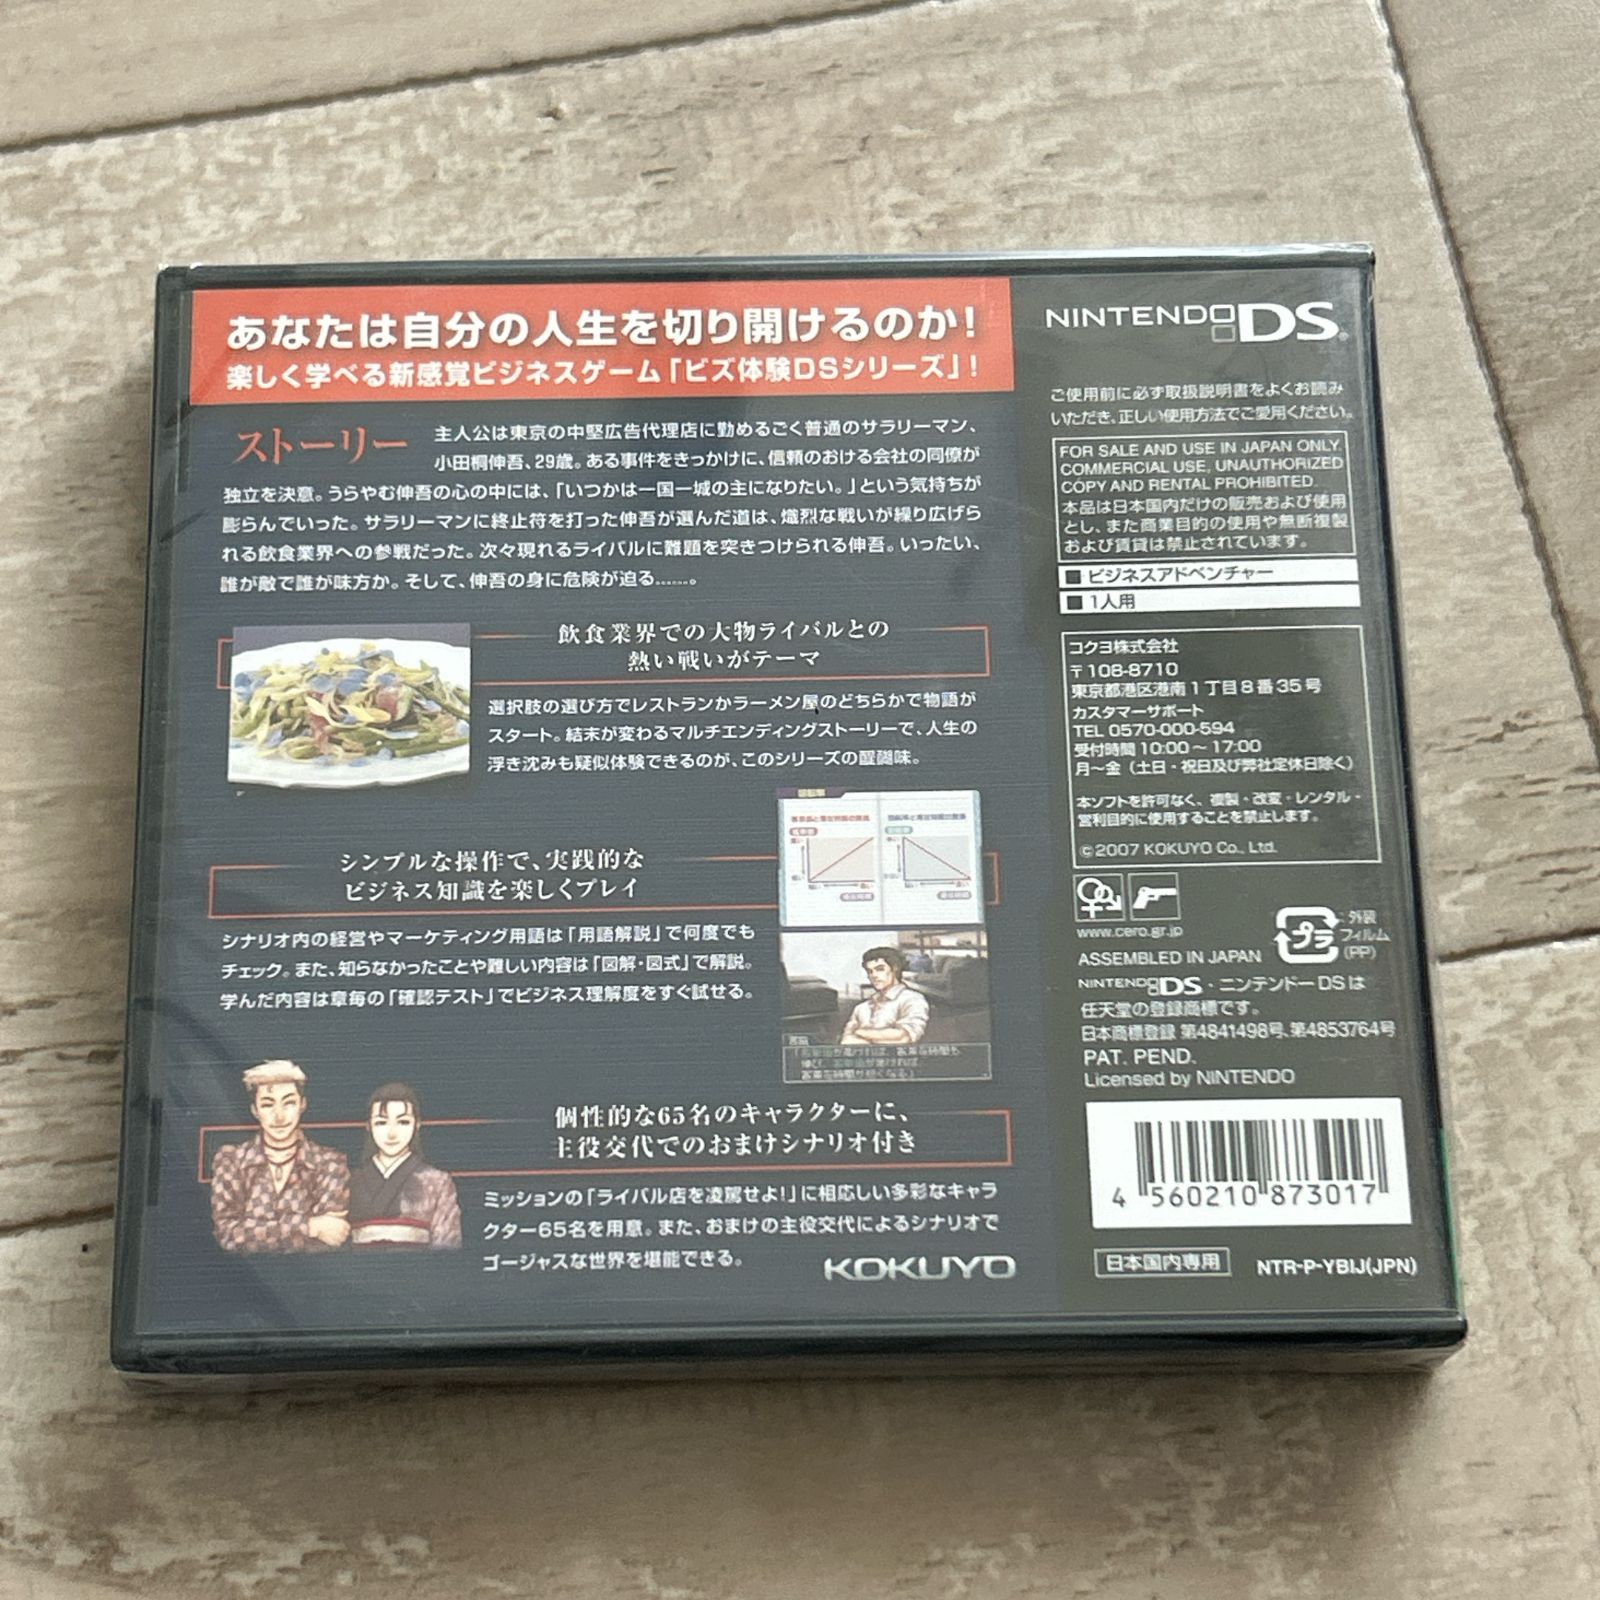 あなたは自分の人生を切り開けるのか!
楽しく学べる新感覚ビジネスゲーム「ビズ体験DSシリーズ」!
ストーリー
主人公は東京の中堅広告代理店に勤めるごく普通のサラリーマン、
小田桐伸吾、29歳。ある事件をきっかけに、信頼のおける会社の同僚が
独立を決意。うらやむ伸吾の心の中には、「いつかは一国一城の主になりたい。」という気持ちが
膨らんでいった。サラリーマンに終止符を打った伸吾が選んだ道は、熾烈な戦いが繰り広げら
れる飲食業界への参戦だった。次々現れるライバルに難題を突きつけられる伸吾。いったい、
誰が敵で誰が味方か。そして、伸吾の身に危険が迫る……。
飲食業界での大物ライバルとの
熱い戦いがテーマ
選択肢の選び方でレストランかラーメン屋のどちらかで物語が
スタート。結末が変わるマルチエンディングストーリーで、人生の
浮き沈みも疑似体験できるのが、このシリーズの醍醐味。
シンプルな操作で、実践的な
ビジネス知識を楽しくプレイ
シナリオ内の経営やマーケティング用語は「用語解説」で何度でも
チェック。また、知らなかったことや難しい内容は「図解・図式」で解説。
学んだ内容は章毎の「確認テスト」でビジネス理解度をすぐ試せる。
個性的な65名のキャラクターに、
主役交代でのおまけシナリオ付き
ミッションの「ライバル店を凌駕せよ!」に相応しい多彩なキャラ
クター65名を用意。また、おまけの主役交代によるシナリオで
ゴージャスな世界を堪能できる。
KOKUYO
NINTENDO DS®
ご使用前に必ず取扱説明書をよくお読み
いただき、正しい使用方法でご愛用ください。
FOR SALE AND USE IN JAPAN ONLY.
COMMERCIAL USE, UNAUTHORIZED
COPY AND RENTAL PROHIBITED.
本品は日本国内だけの販売および使用
とし、また商業目的の使用や無断複製
および賃貸は禁止されています。
■ ビジネスアドベンチャー
■ 1人用
コクヨ株式会社
〒108-8710
東京都港区港南1丁目8番35号
カスタマーサポート
TEL 0570-000-594
受付時間 10:00～17:00
月～金（土日・祝日及び弊社定休日除く）
本ソフトを許可なく、複製・改変・レンタル・
営利目的に使用することを禁止します。
©2007 KOKUYO Co., Ltd.
www.cero.gr.jp
プラ
外装
フィルム
(PP)
ASSEMBLED IN JAPAN
NINTENDO DS・ニンテンドーDSは
任天堂の登録商標です。
日本商標登録 第4841498号、第4853764号
PAT. PEND.
Licensed by NINTENDO
4 560210 873017
日本国内専用
NTR-P-YBIJ(JPN)